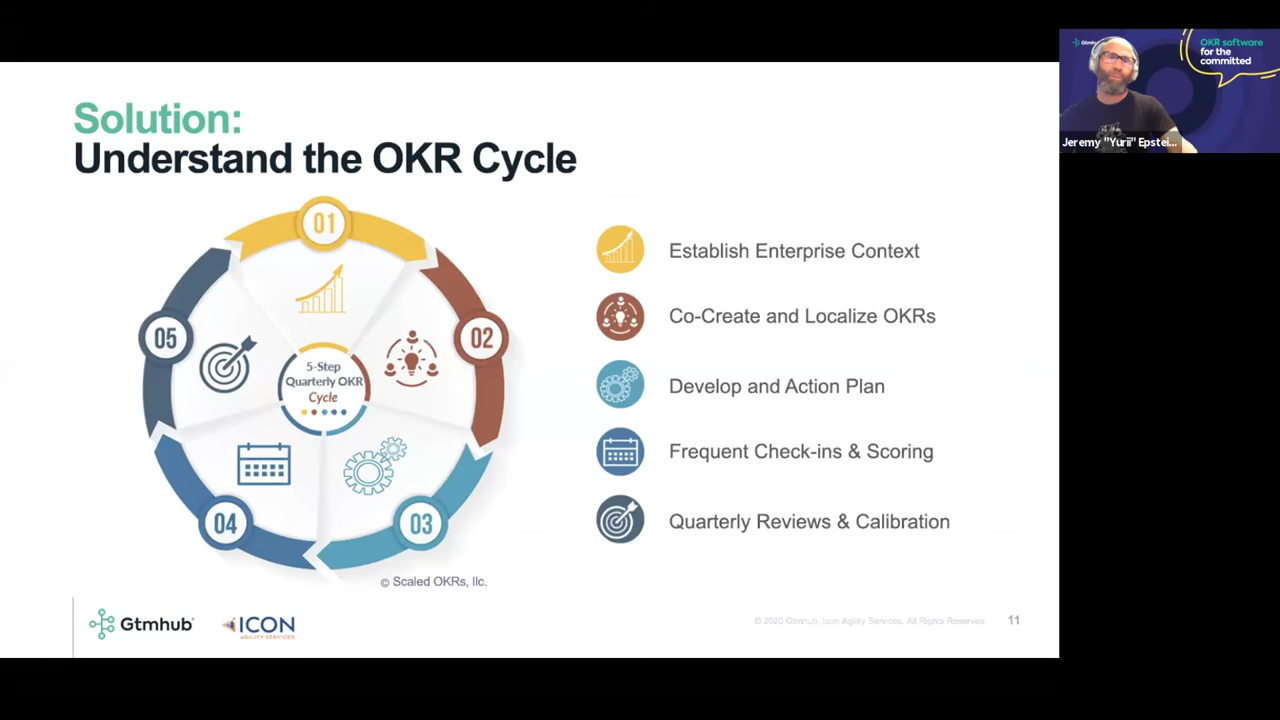 Solution:
Understand the OKR Cycle
01
02
03
04
05
5-Step
Quarterly OKR
Cycle
Establish Enterprise Context
Co-Create and Localize OKRs
Develop and Action Plan
Frequent Check-ins & Scoring
Quarterly Reviews & Calibration
© Scaled OKRs, llc.
Gtmhub
ICON
AGILITY SERVICES
© 2020 Gtmhub, Icon Agility Services. All Rights Reserved.
11
OKR software
for the
committed
Jeremy "Yurii" Epstei...